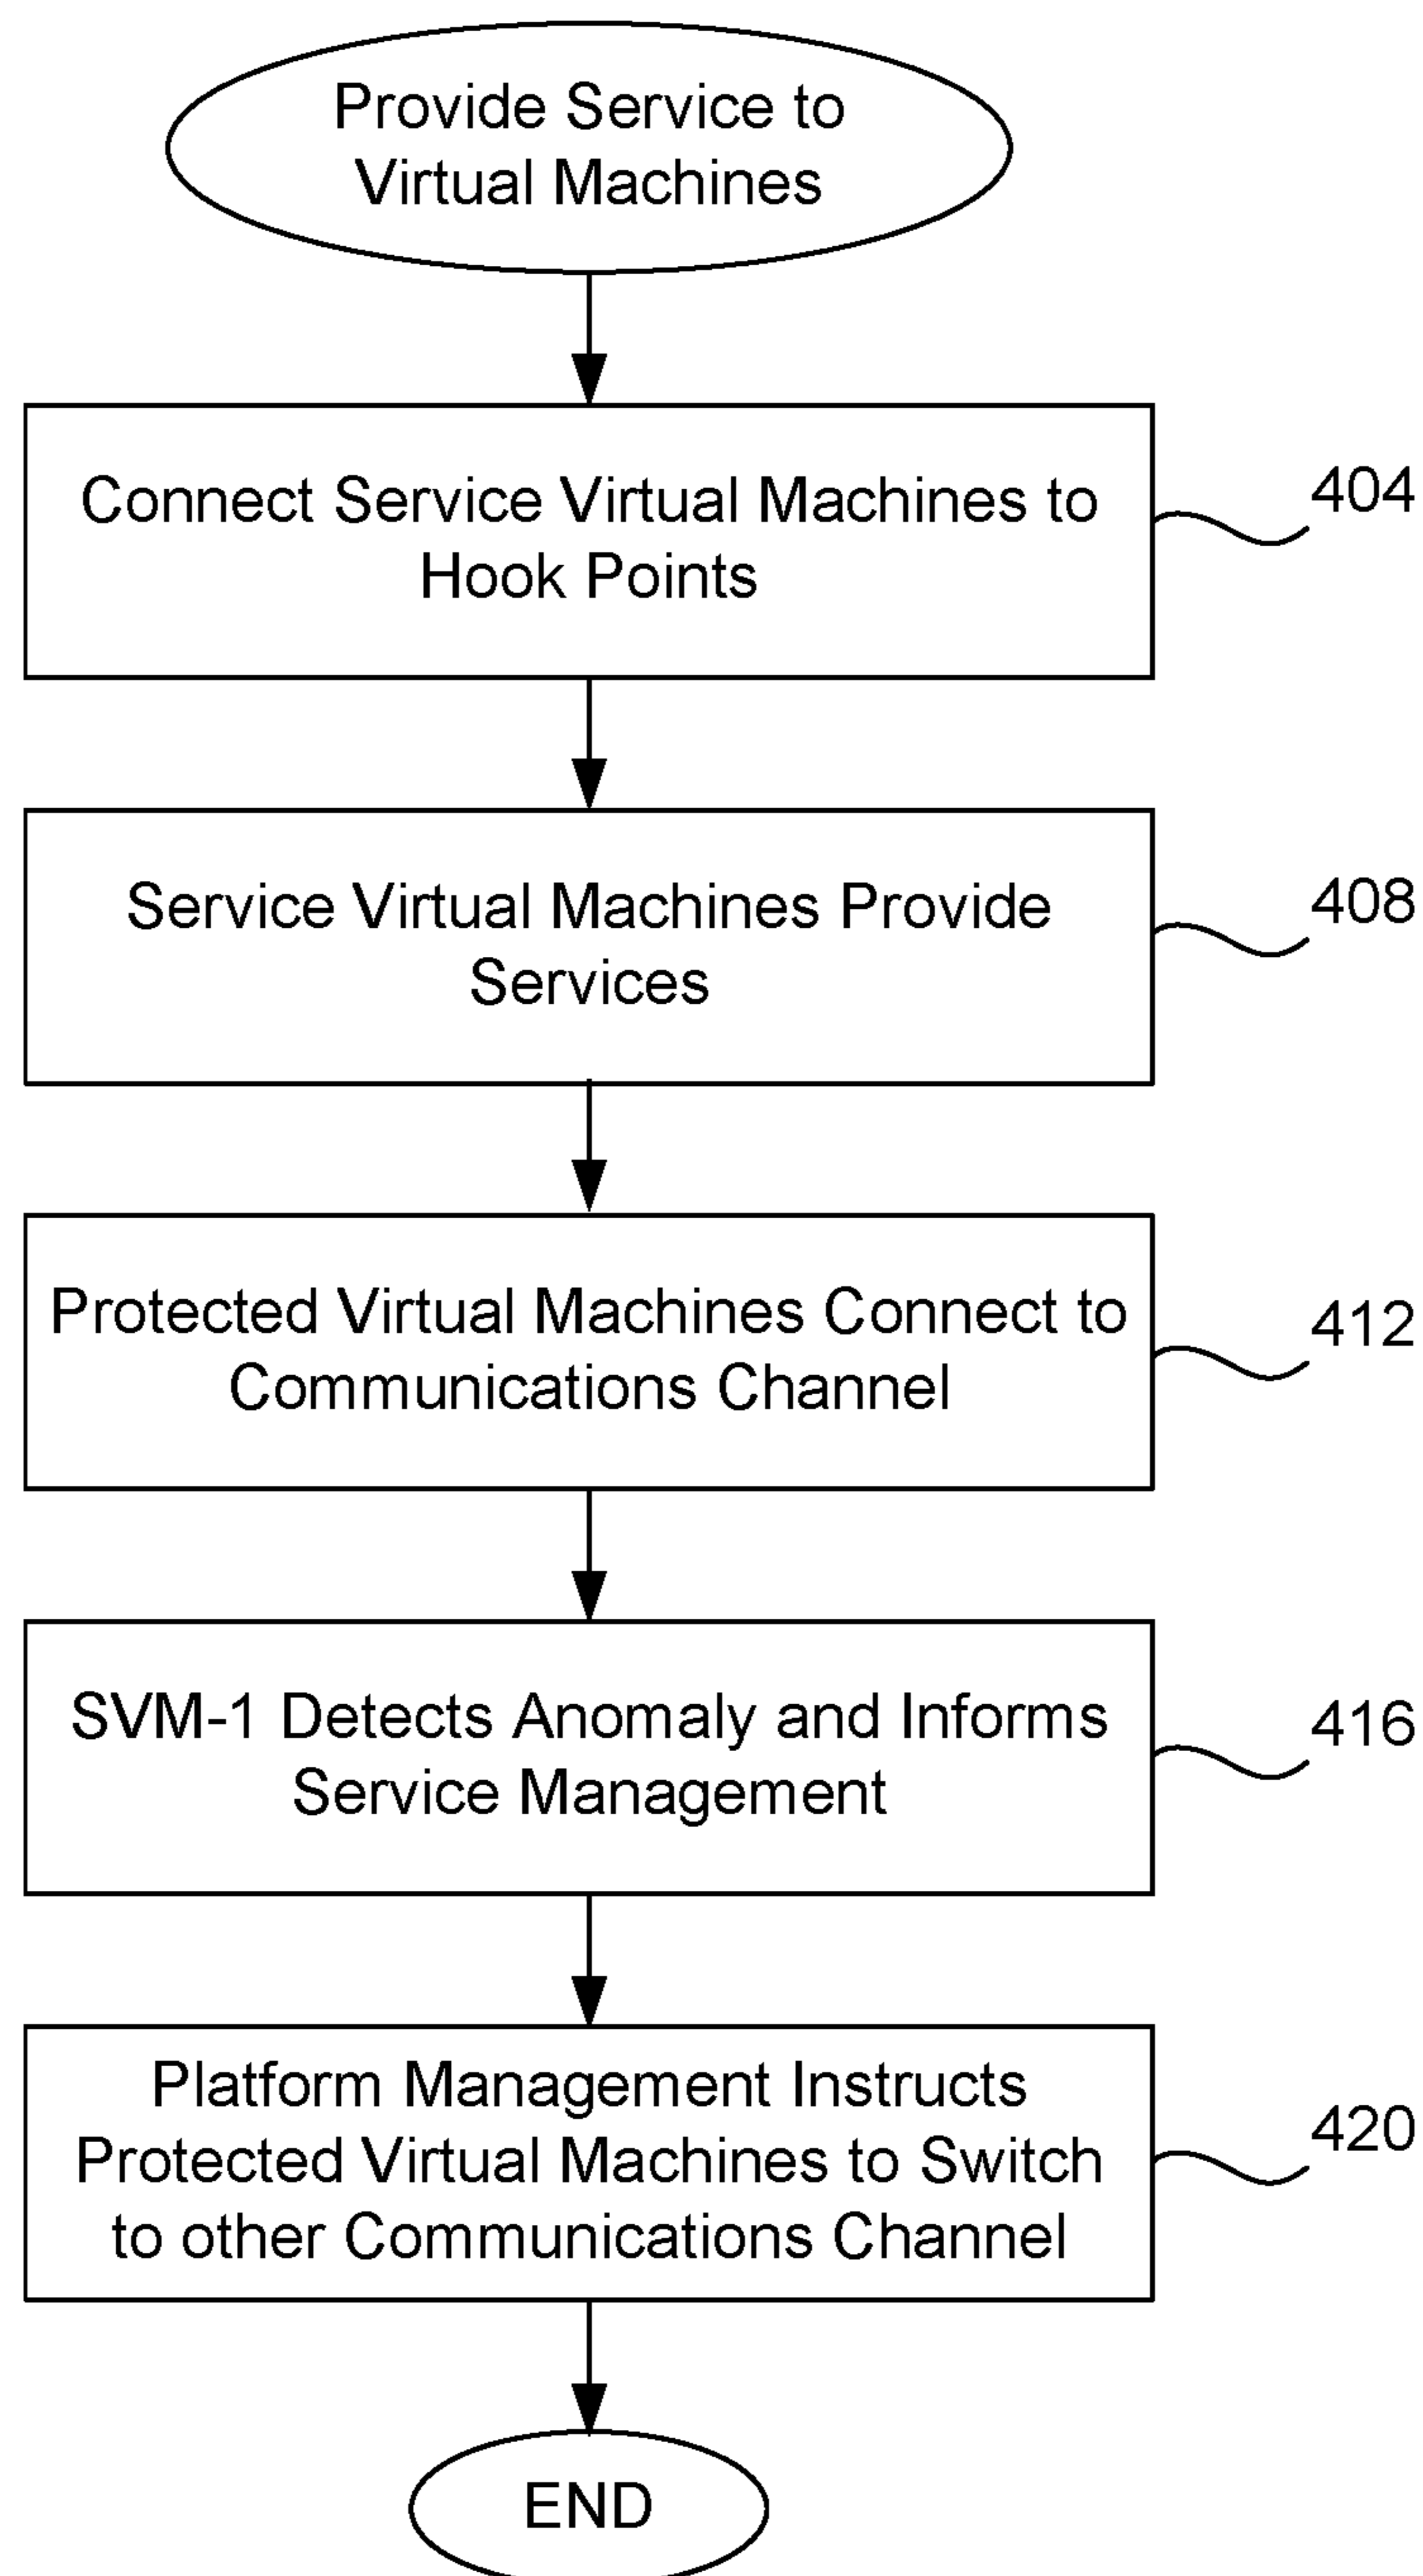 Provide Service to
Virtual Machines
Connect Service Virtual Machines to
Hook Points
404
Service Virtual Machines Provide
Services
408
Protected Virtual Machines Connect to
Communications Channel
412
SVM-1 Detects Anomaly and Informs
Service Management
416
Platform Management Instructs
Protected Virtual Machines to Switch
to other Communications Channel
420
END